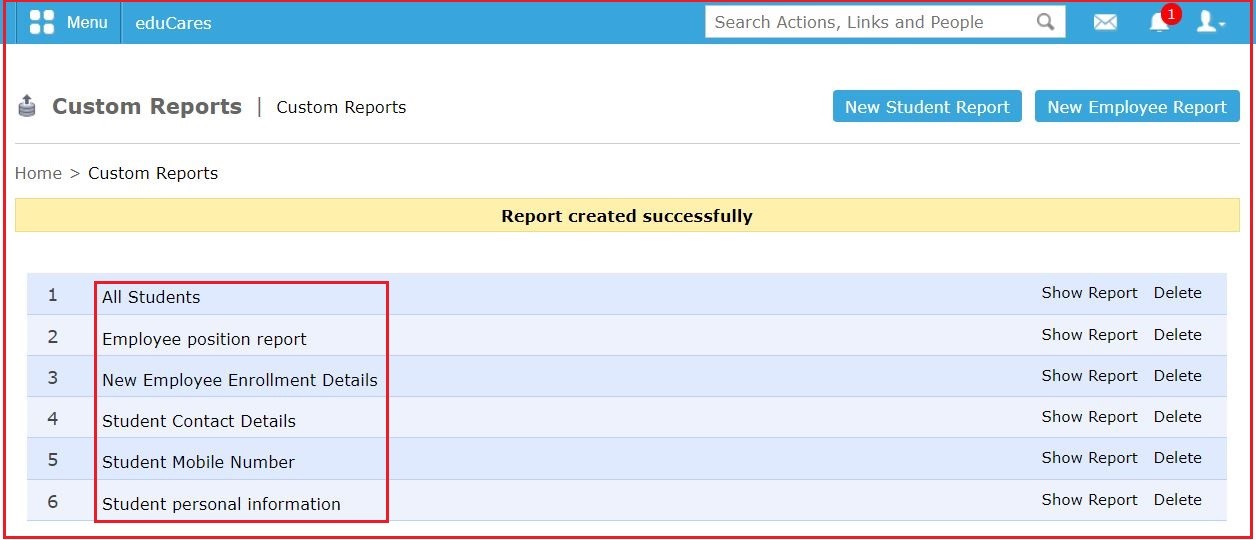 Menu eduCares Search Actions, Links and People 1
Custom Reports | Custom Reports New Student Report New Employee Report
Home > Custom Reports
Report created successfully
1 All Students Show Report Delete
2 Employee position report Show Report Delete
3 New Employee Enrollment Details Show Report Delete
4 Student Contact Details Show Report Delete
5 Student Mobile Number Show Report Delete
6 Student personal information Show Report Delete